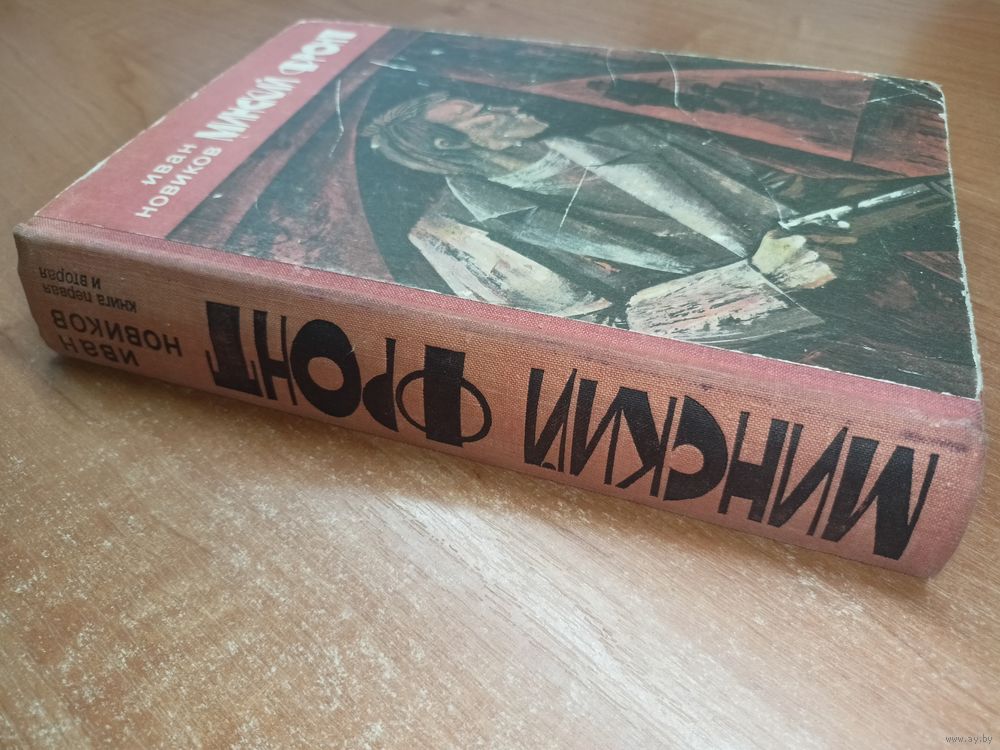 иван
новиков
МИНСКИЙ ФРОНТ
иван
новиков
книга первая
и вторая
МИНСКИЙ ФРОНТ
www.ay.by